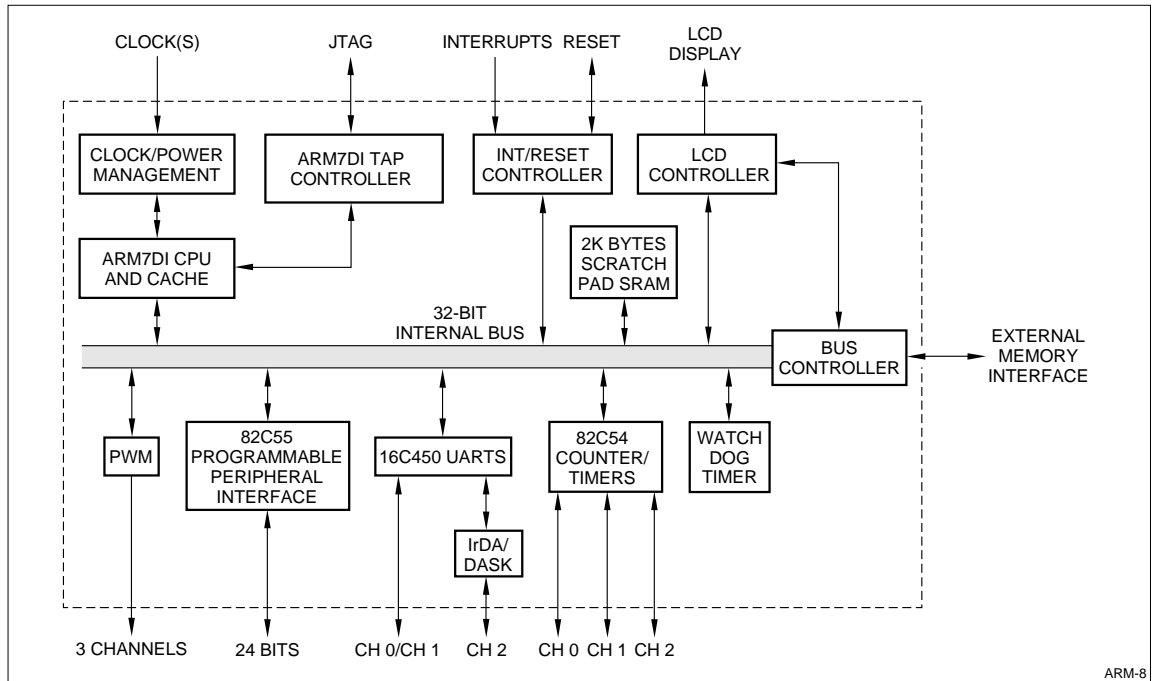 CLOCK(S)
JTAG
INTERRUPTS
RESET
LCD
DISPLAY
CLOCK/POWER
MANAGEMENT
ARM7DI TAP
CONTROLLER
INT/RESET
CONTROLLER
LCD
CONTROLLER
ARM7DI CPU
AND CACHE
2K BYTES
SCRATCH
PAD SRAM
32-BIT
INTERNAL BUS
BUS
CONTROLLER
EXTERNAL
MEMORY
INTERFACE
PWM
82C55
PROGRAMMABLE
PERIPHERAL
INTERFACE
16C450 UARTS
82C54
COUNTER/
TIMERS
WATCH
DOG
TIMER
IrDA/
DASK
3 CHANNELS
24 BITS
CH 0/CH 1
CH 2
CH 0
CH 1
CH 2
ARM-8